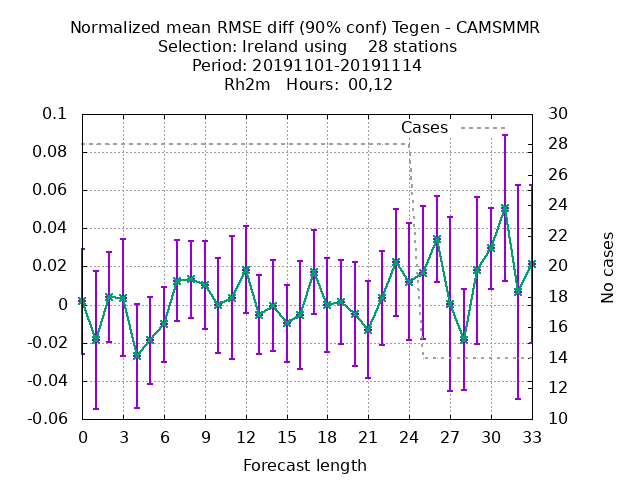 Normalized mean RMSE diff (90% conf) Tegen - CAMSMMR
Selection: Ireland using    28 stations
Period: 20191101-20191114
Rh2m   Hours:  00,12
Cases
0.1
0.08
0.06
0.04
0.02
0
-0.02
-0.04
-0.06
30
28
26
24
22
20
18
16
14
12
10
No cases
0 3 6 9 12 15 18 21 24 27 30 33
Forecast length